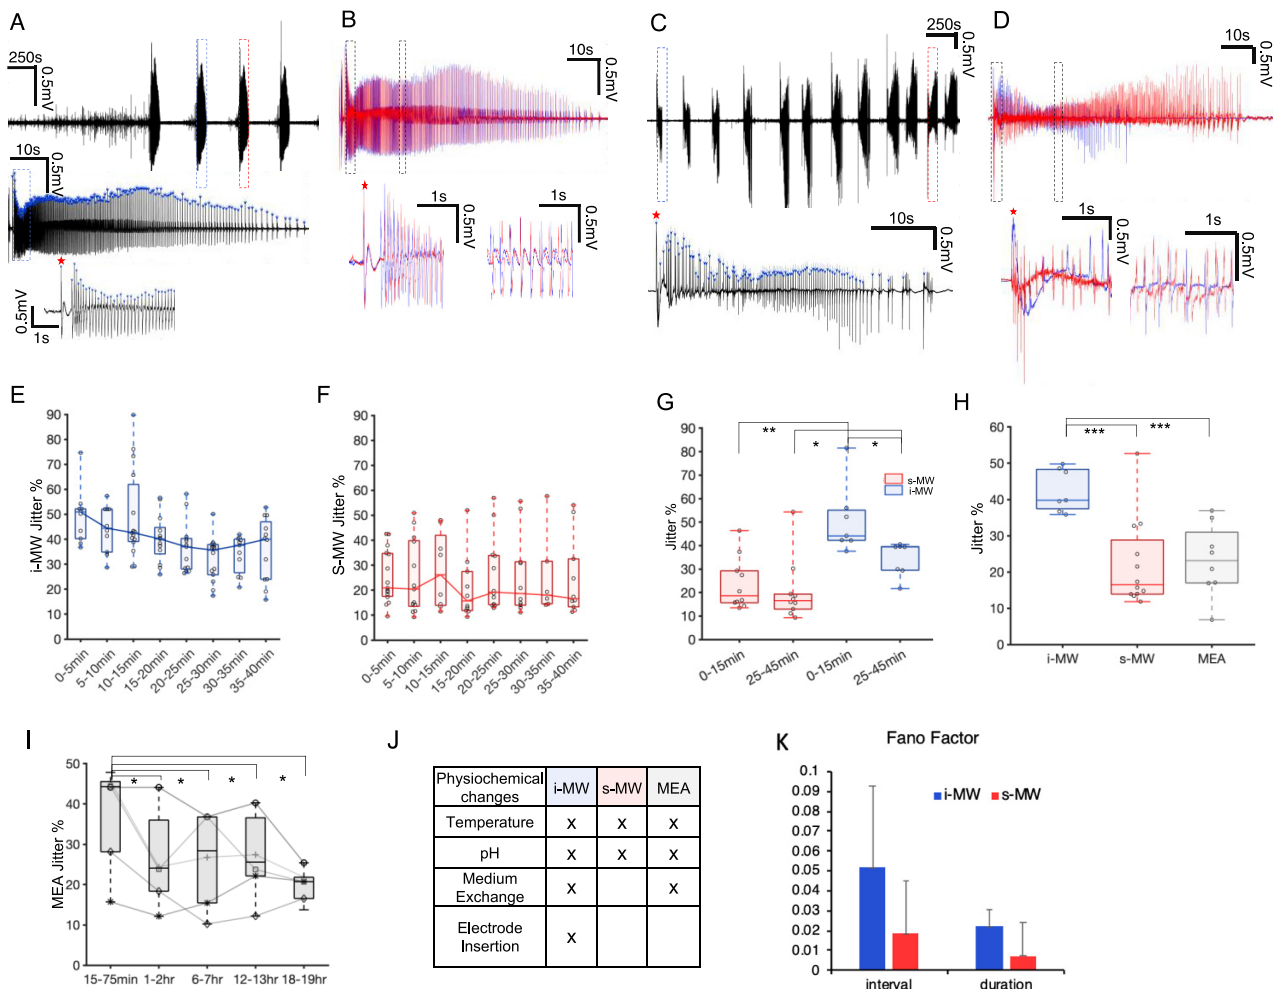 A
B
C
D
250s
0.5mV
10s
0.5mV
250s
0.5mV
10s
0.5mV
10s
0.5mV
1s
0.5mV
1s
0.5mV
10s
0.5mV
1s
0.5mV
1s
0.5mV
0.5mV
1s
E
i-MW Jitter %
90
80
70
60
50
40
30
20
10
0
0-5min
5-10min
10-15min
15-20min
20-25min
25-30min
30-35min
35-40min
F
S-MW Jitter %
90
80
70
60
50
40
30
20
10
0
0-5min
5-10min
10-15min
15-20min
20-25min
25-30min
30-35min
35-40min
G
Jitter %
90
80
70
60
50
40
30
20
10
0
**
*
*
s-MW
i-MW
0-15min
25-45min
0-15min
25-45min
H
Jitter %
60
50
40
30
20
10
0
***
***
i-MW
s-MW
MEA
I
MEA Jitter %
50
40
30
20
10
0
*
*
*
*
15-75min
1-2hr
6-7hr
12-13hr
18-19hr
J
Physiochemical changes
i-MW
s-MW
MEA
Temperature
x
x
x
pH
x
x
x
Medium Exchange
x
x
Electrode Insertion
x
K
Fano Factor
0.1
0.09
0.08
0.07
0.06
0.05
0.04
0.03
0.02
0.01
0
i-MW
s-MW
interval
duration